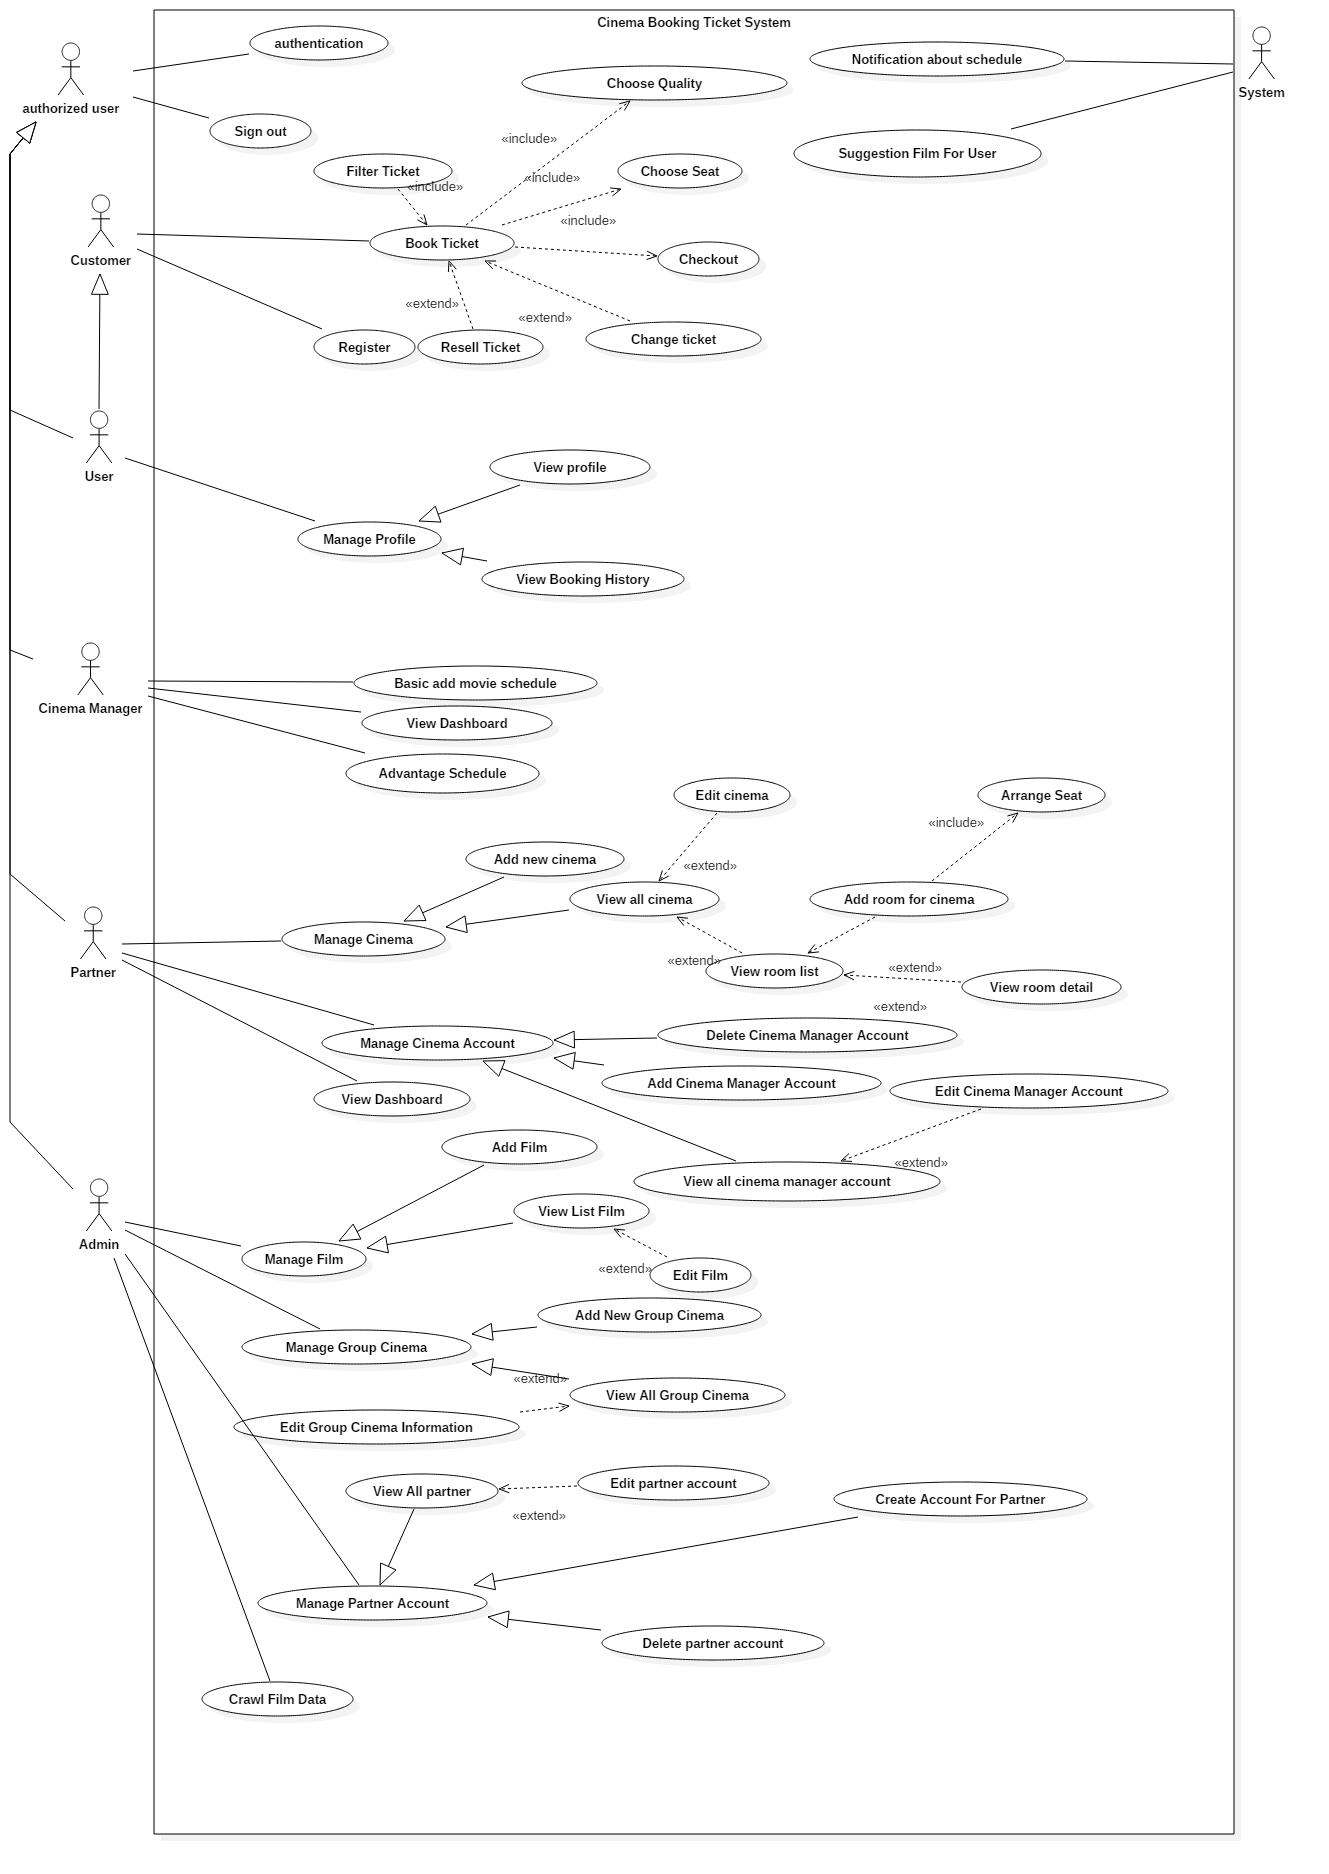 Cinema Booking Ticket System
authentication
Notification about schedule
System
authorized user
Choose Quality
Sign out
«include»
Suggestion Film For User
Filter Ticket
«include»
«include»
Choose Seat
«include»
Customer
Book Ticket
Checkout
«extend»
«extend»
Register
Resell Ticket
Change ticket
User
View profile
Manage Profile
View Booking History
Cinema Manager
Basic add movie schedule
View Dashboard
Advantage Schedule
Edit cinema
Arrange Seat
«include»
Add new cinema
«extend»
View all cinema
Add room for cinema
Manage Cinema
Partner
«extend»
View room list
«extend»
View room detail
«extend»
Manage Cinema Account
Delete Cinema Manager Account
Add Cinema Manager Account
Edit Cinema Manager Account
View Dashboard
Add Film
«extend»
View all cinema manager account
View List Film
Admin
Manage Film
«extend»
Edit Film
Add New Group Cinema
Manage Group Cinema
«extend»
View All Group Cinema
Edit Group Cinema Information
View All partner
Edit partner account
«extend»
Create Account For Partner
Manage Partner Account
Delete partner account
Crawl Film Data